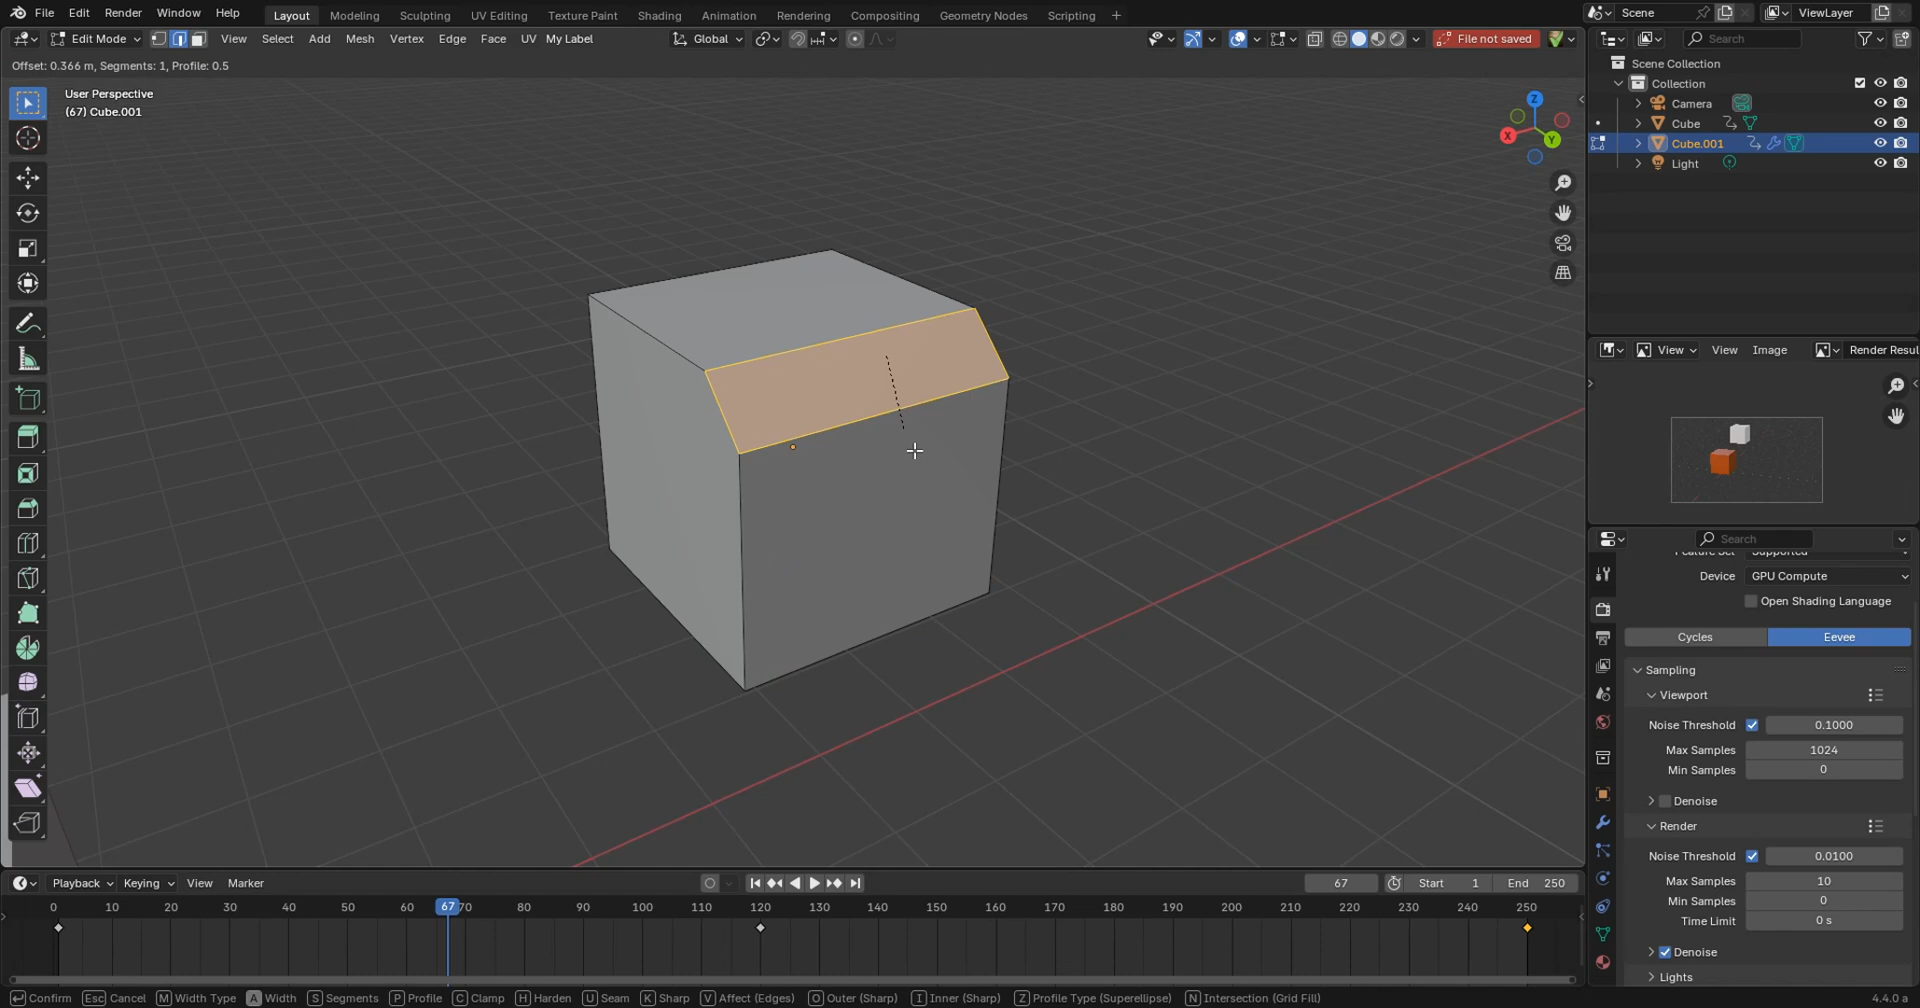 File Edit Render Window Help Layout Modeling Sculpting UV Editing Texture Paint Shading Animation Rendering Compositing Geometry Nodes Scripting + Scene ViewLayer
Edit Mode View Select Add Mesh Vertex Edge Face UV My Label Global File not saved Search
Offset: 0.366 m, Segments: 1, Profile: 0.5
Scene Collection
Collection
Camera
Cube
Cube.001
Light
User Perspective
(67) Cube.001
Z
X
Y
View View Image Render Resul
Search
Device GPU Compute
Open Shading Language
Cycles Eevee
Sampling
Viewport
Noise Threshold 0.1000
Max Samples 1024
Min Samples 0
Denoise
Render
Noise Threshold 0.0100
Max Samples 10
Min Samples 0
Time Limit 0 s
Denoise
Lights
Playback Keying View Marker 67 Start 1 End 250
0 10 20 30 40 50 60 67 70 80 90 100 110 120 130 140 150 160 170 180 190 200 210 220 230 240 250
Confirm Esc Cancel M Width Type A Width S Segments P Profile C Clamp H Harden U Seam K Sharp V Affect (Edges) O Outer (Sharp) I Inner (Sharp) Z Profile Type (Superellipse) N Intersection (Grid Fill) 4.4.0 a